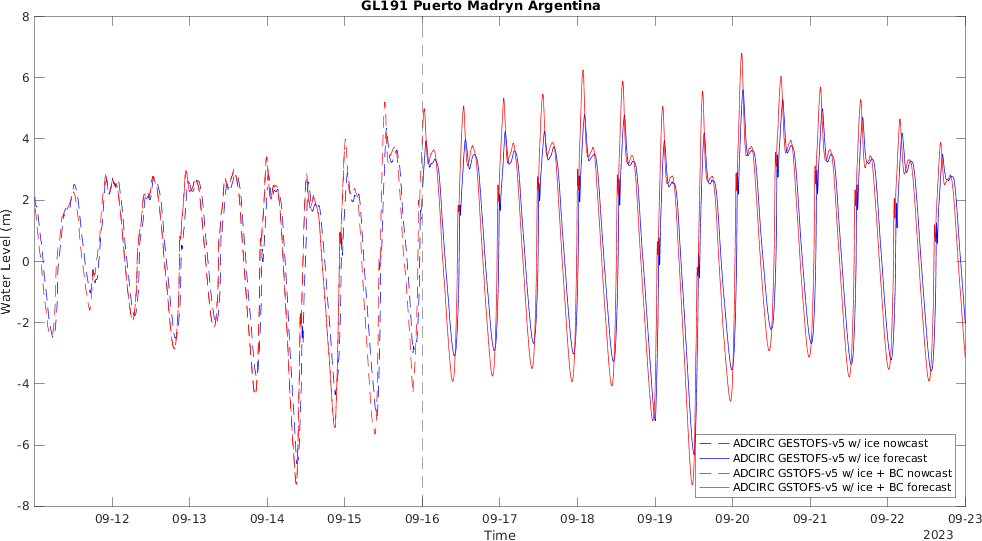 GL191 Puerto Madryn Argentina
8
6
4
2
0
-2
-4
-6
-8
Water Level (m)
ADCIRC GESTOFS-v5 w/ ice nowcast
ADCIRC GESTOFS-v5 w/ ice forecast
ADCIRC GSTOFS-v5 w/ ice + BC nowcast
ADCIRC GSTOFS-v5 w/ ice + BC forecast
09-12 09-13 09-14 09-15 09-16 09-17 09-18 09-19 09-20 09-21 09-22 09-23
Time
2023